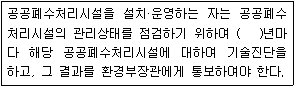 공공폐수처리시설을 설치·운영하는 자는 공공폐수
처리시설의 관리상태를 점검하기 위하여 (   )년마
다 해당 공공폐수처리시설에 대하여 기술진단을
하고, 그 결과를 환경부장관에게 통보하여야 한다.